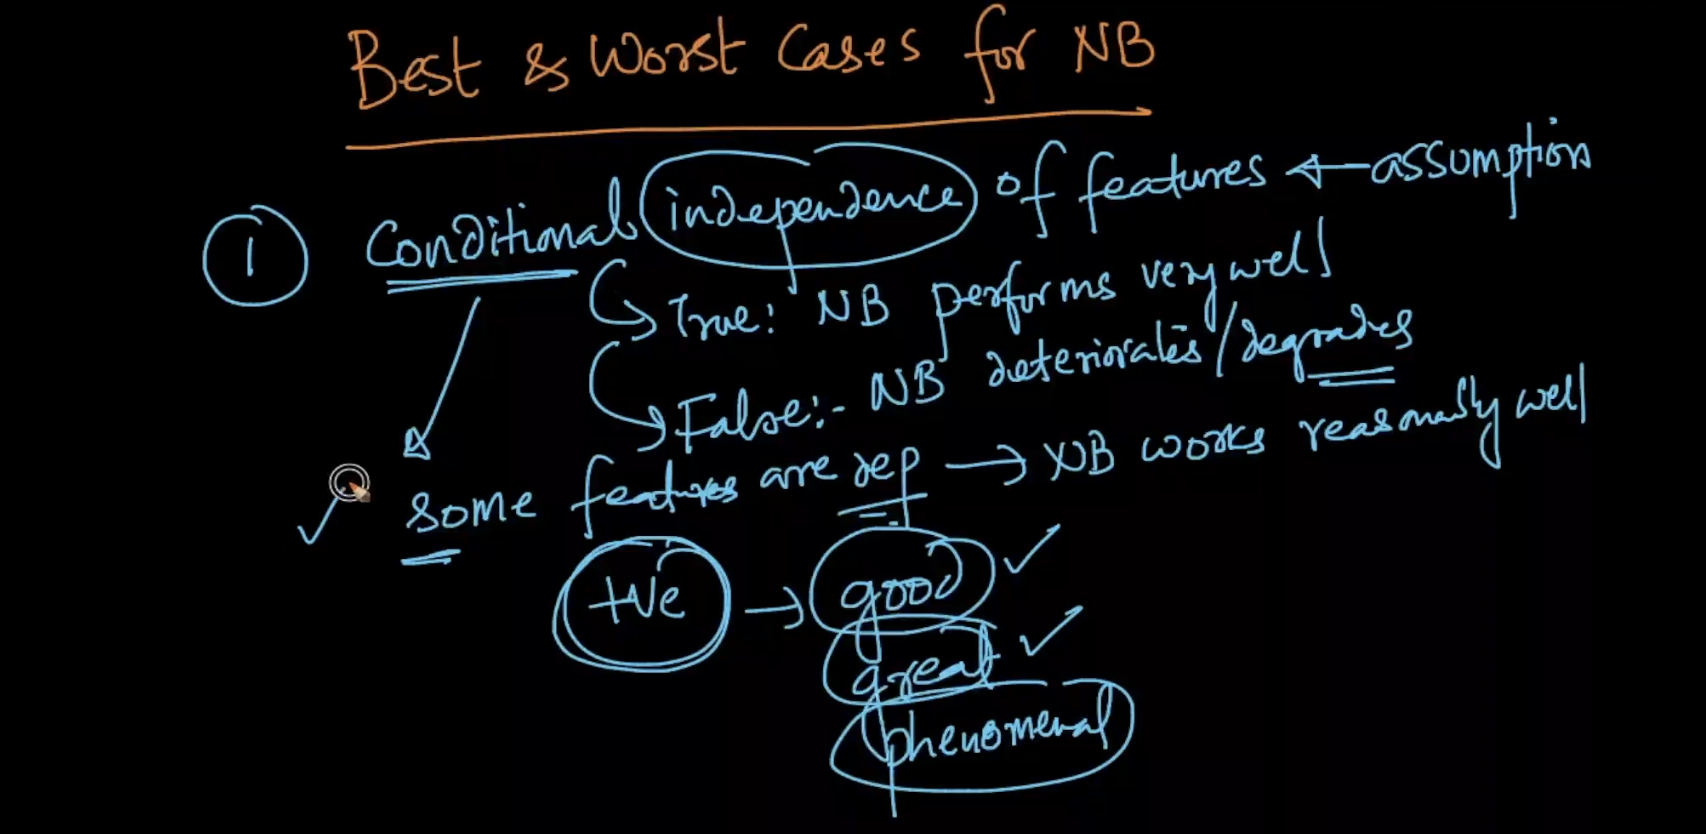 Best & Worst Cases for NB
1 Conditional independence of features ← assumption
True: NB performs very well
False:- NB deteriorates/degrades
some features are dep → NB works reasonably well
+ve → good
great
phenomenal